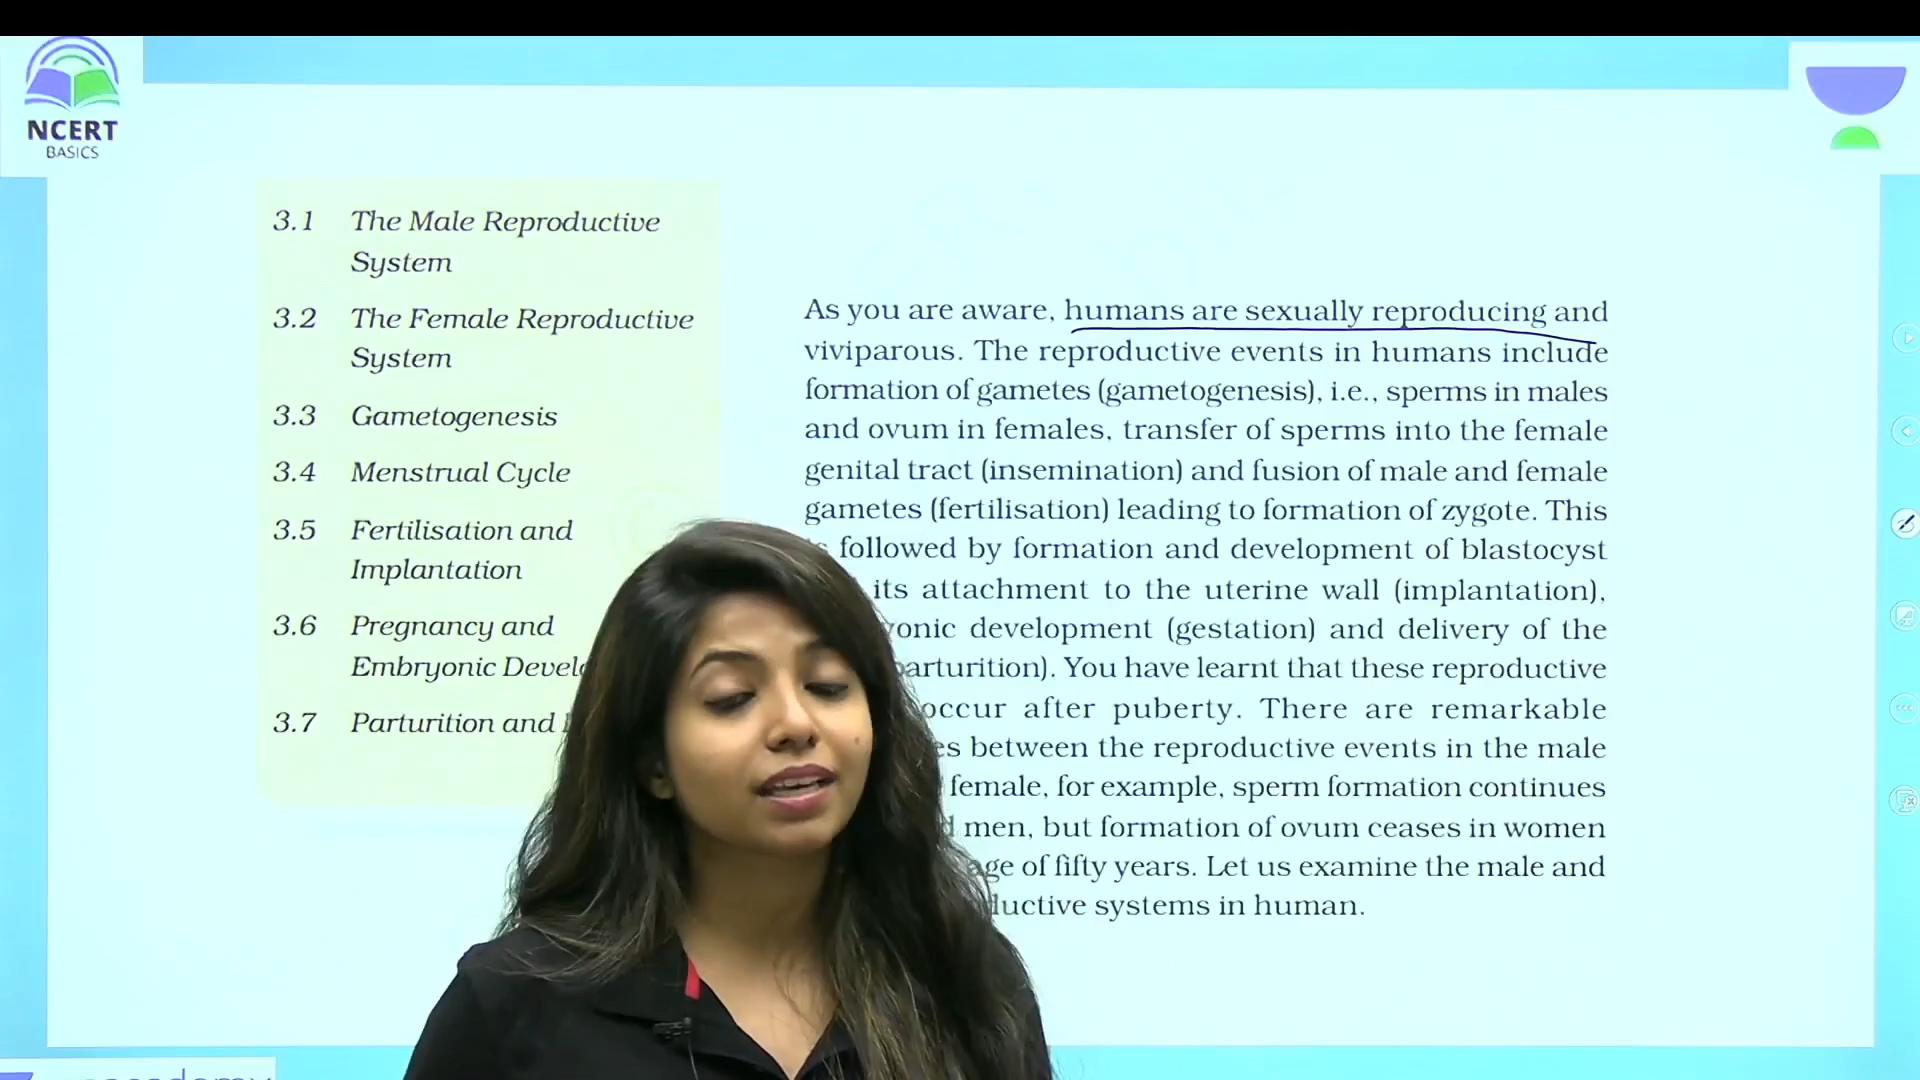 NCERT
BASICS
3.1 The Male Reproductive
System
3.2 The Female Reproductive
System
3.3 Gametogenesis
3.4 Menstrual Cycle
3.5 Fertilisation and
Implantation
3.6 Pregnancy and
Embryonic
3.7 Parturition and
As you are aware, humans are sexually reproducing and
viviparous. The reproductive events in humans include
formation of gametes (gametogenesis), i.e., sperms in males
and ovum in females, transfer of sperms into the female
genital tract (insemination) and fusion of male and female
gametes (fertilisation) leading to formation of zygote. This
followed by formation and development of blastocyst
its attachment to the uterine wall (implantation),
development (gestation) and delivery of the
You have learnt that these reproductive
occur after puberty. There are remarkable
between the reproductive events in the male
female, for example, sperm formation continues
men, but formation of ovum ceases in women
age of fifty years. Let us examine the male and
systems in human.